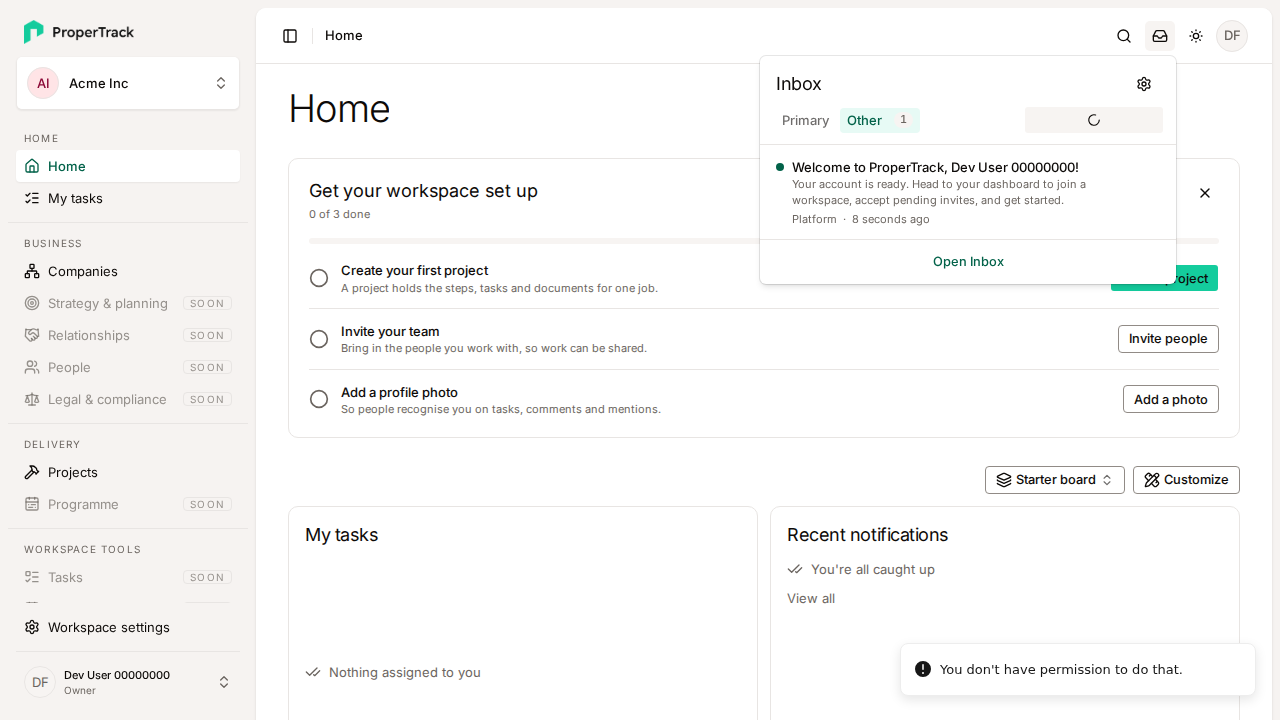 ProperTrack
AI
Acme Inc
HOME
Home
My tasks
BUSINESS
Companies
Strategy & planning SOON
Relationships SOON
People SOON
Legal & compliance SOON
DELIVERY
Projects
Programme SOON
WORKSPACE TOOLS
Tasks SOON
Workspace settings
DF
Dev User 00000000
Owner
Home
DF
Home
Get your workspace set up
0 of 3 done
Create your first project
A project holds the steps, tasks and documents for one job.
Invite your team
Bring in the people you work with, so work can be shared.
Invite people
Add a profile photo
So people recognise you on tasks, comments and mentions.
Add a photo
Inbox
Primary
Other 1
Welcome to ProperTrack, Dev User 00000000!
Your account is ready. Head to your dashboard to join a
workspace, accept pending invites, and get started.
Platform · 8 seconds ago
Open Inbox
Starter board
Customize
My tasks
Nothing assigned to you
Recent notifications
You're all caught up
View all
You don't have permission to do that.